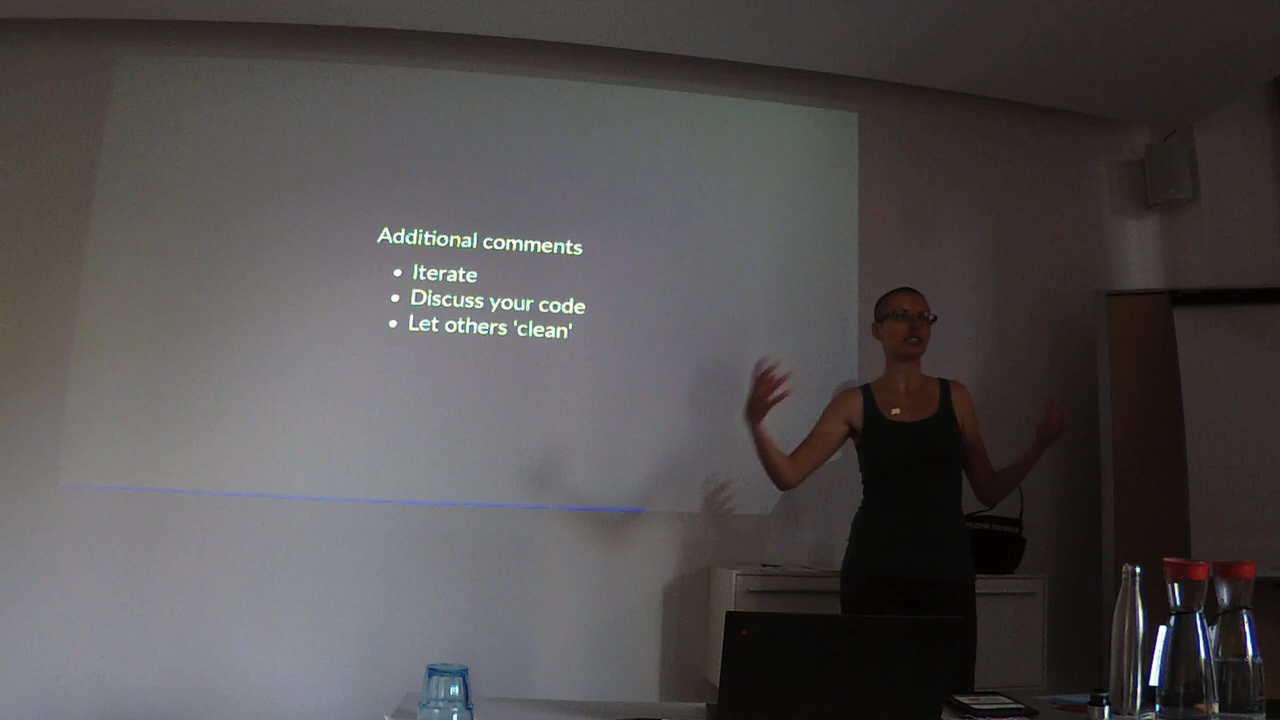 Additional comments
• Iterate
• Discuss your code
• Let others 'clean'